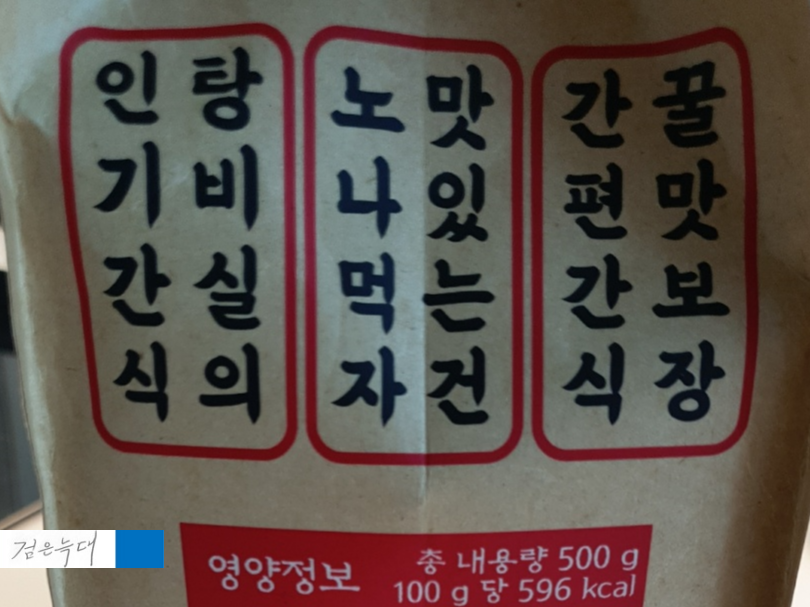 꿀맛보장
간편간식
맛있는건
노나먹자
탕비실의
인기간식
영양정보
총 내용량 500 g
100 g 당 596 kcal
검은늑대